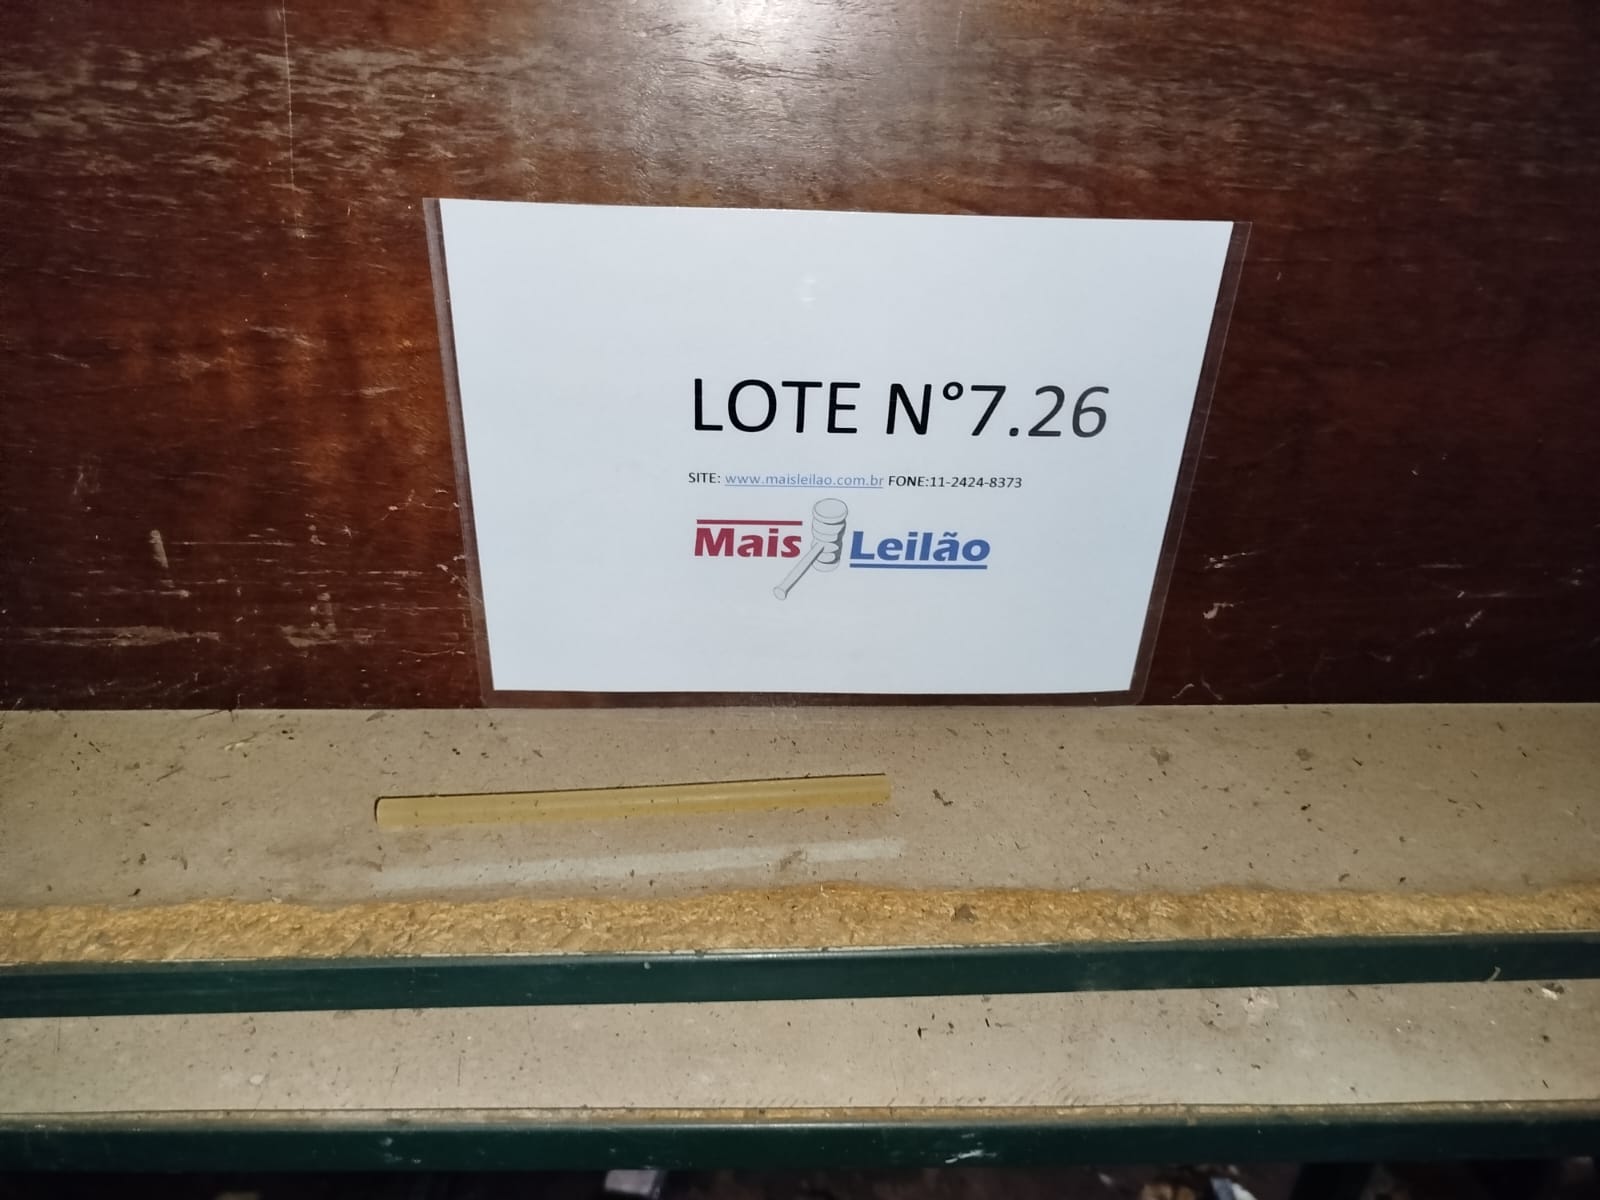 LOTE N°7.26
SITE: www.maisleilao.com.br FONE:11-2424-8373
Mais Leilão